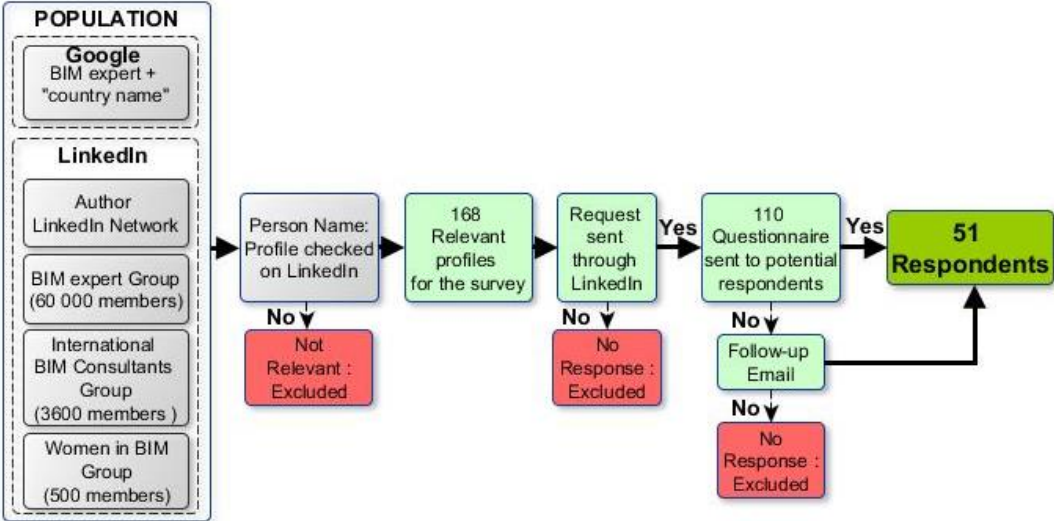 POPULATION
Google
BIM expert +
"country name"
LinkedIn
Author
LinkedIn Network
BIM expert Group
(60 000 members)
International
BIM Consultants
Group
(3600 members )
Women in BIM
Group
(500 members)
Person Name:
Profile checked
on LinkedIn
No
Not
Relevant :
Excluded
168
Relevant
profiles
for the survey
Request
sent
through
LinkedIn
Yes
No
No
Response :
Excluded
110
Questionnaire
sent to potential
respondents
Yes
No
Follow-up
Email
No
No
Response :
Excluded
51
Respondents